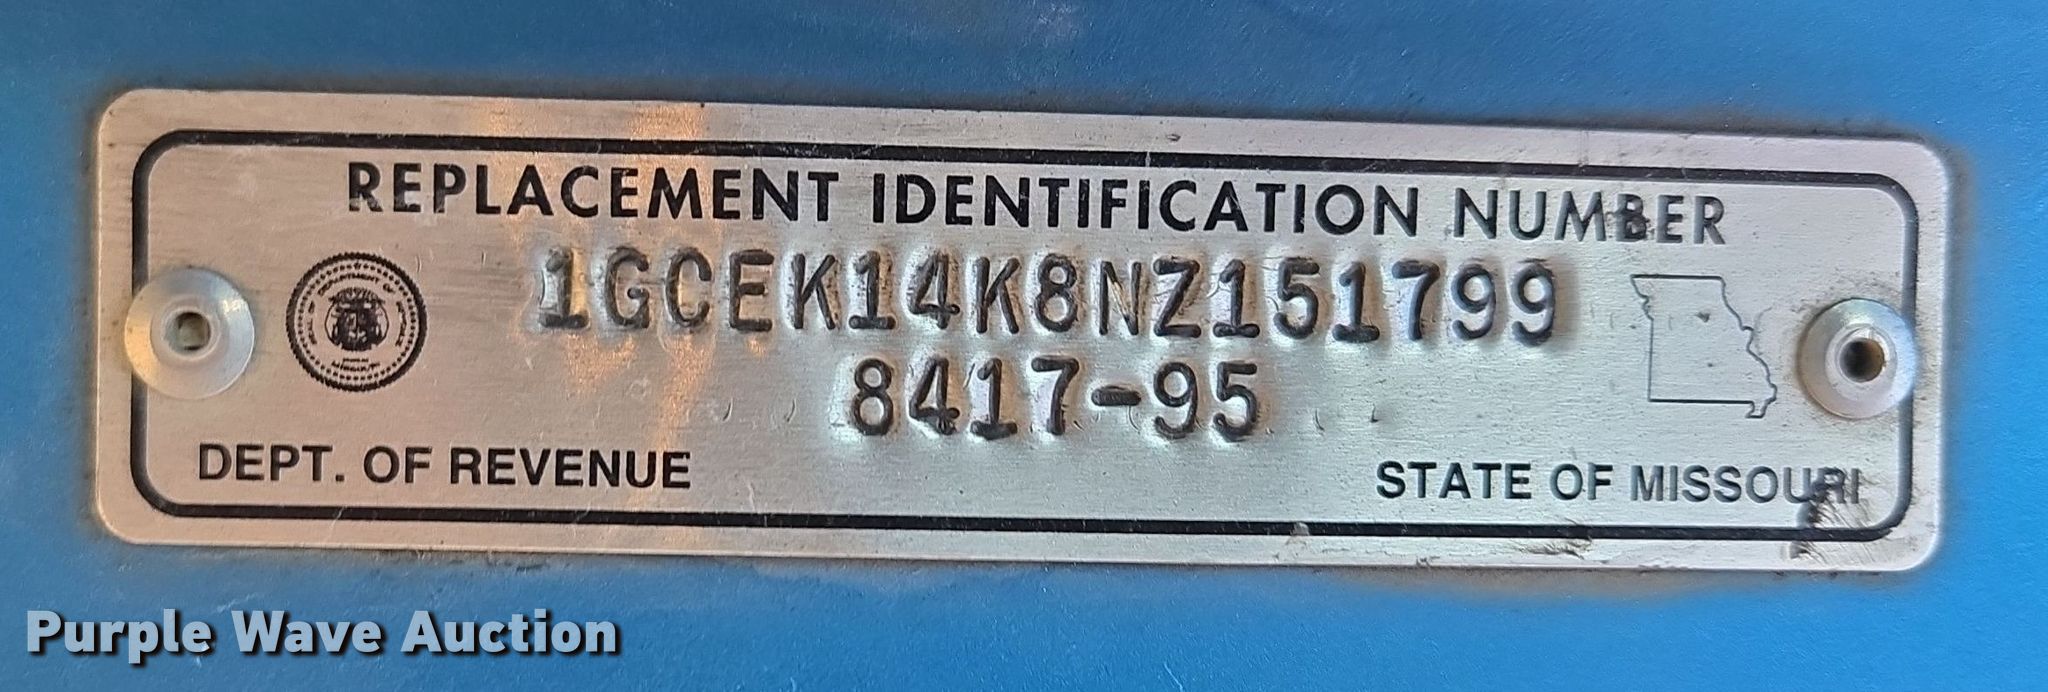 REPLACEMENT IDENTIFICATION NUMBER
1GCEK14K8NZ151799
8417-95
DEPT. OF REVENUE
STATE OF MISSOURI
Purple Wave Auction